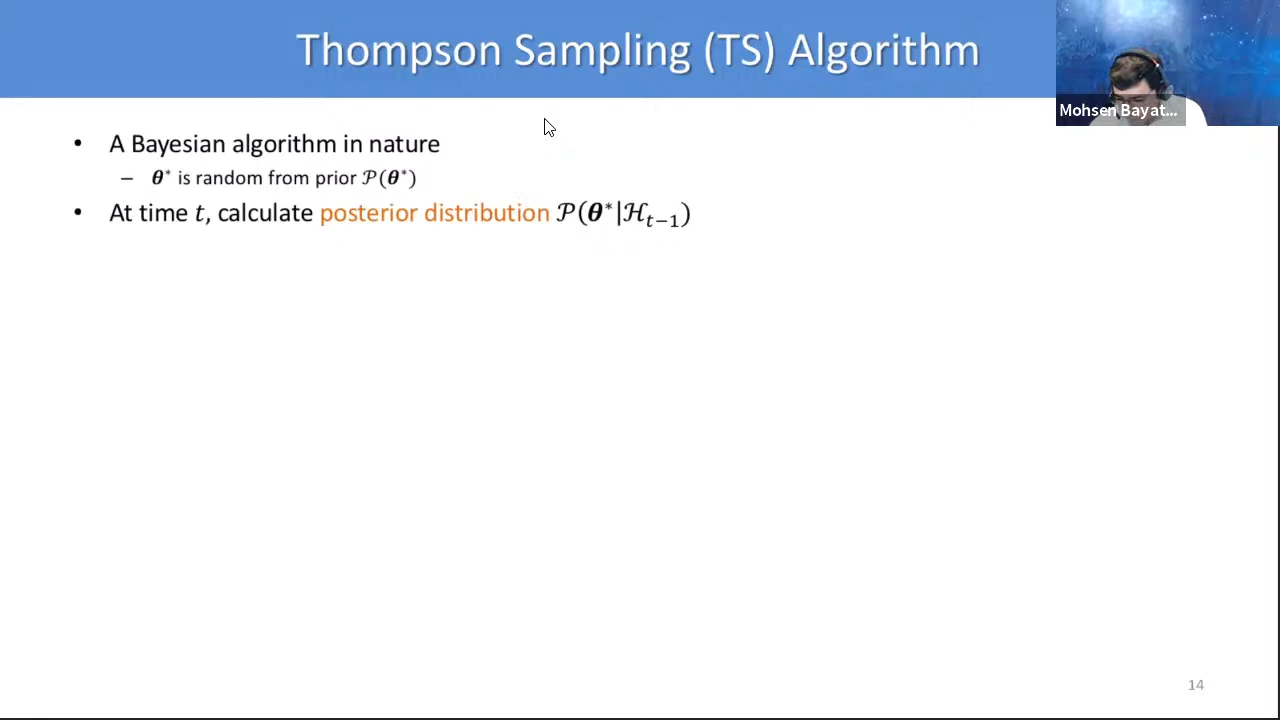 Thompson Sampling (TS) Algorithm
Mohsen Bayat...
• A Bayesian algorithm in nature
– 𝜽* is random from prior 𝒫(𝜽*)
• At time 𝑡, calculate posterior distribution 𝒫(𝜽*|ℋ𝑡−1)
14